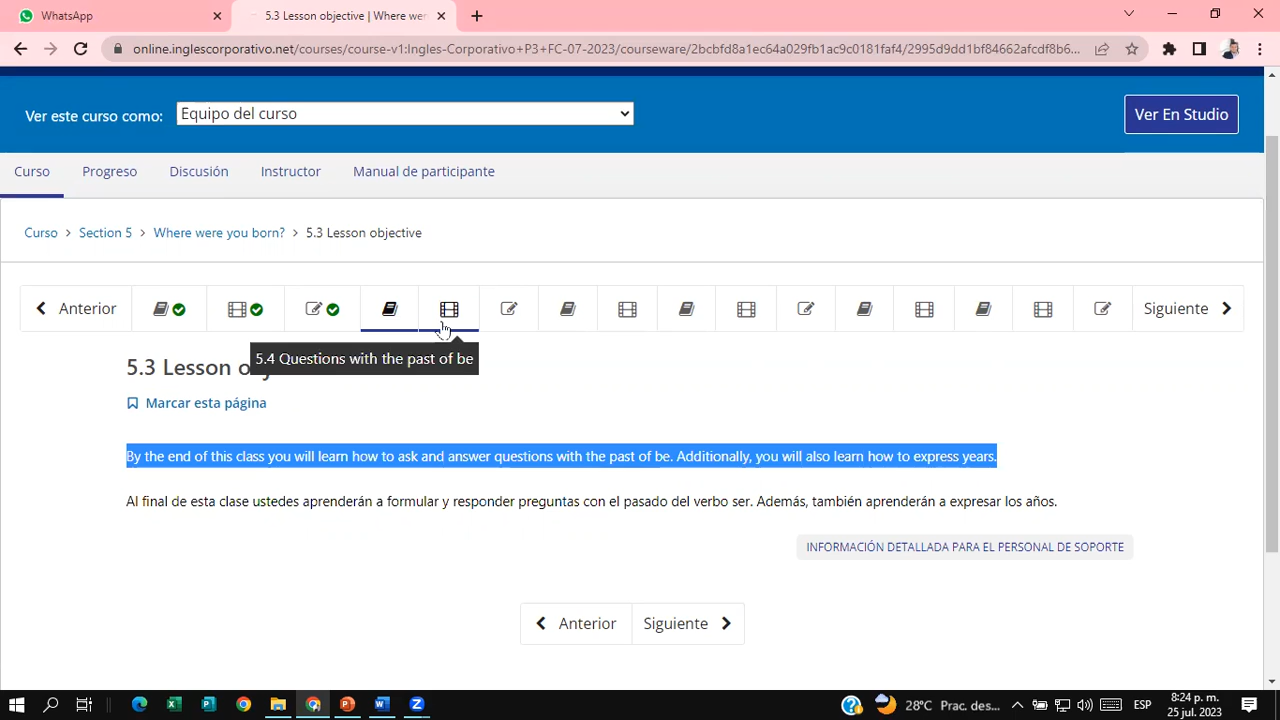 WhatsApp
5.3 Lesson objective | Where wer
online.inglescorporativo.net/courses/course-v1:Ingles-Corporativo+P3+FC-07-2023/courseware/2bcbfd8a1ec64a029fb1ac9c0181faf4/2995d9dd1bf84662afcdf8b6...
Ver este curso como:
Equipo del curso
Ver En Studio
Curso
Progreso
Discusión
Instructor
Manual de participante
Curso > Section 5 > Where were you born? > 5.3 Lesson objective
Anterior
Siguiente
5.4 Questions with the past of be
5.3 Lesson o
Marcar esta página
By the end of this class you will learn how to ask and answer questions with the past of be. Additionally, you will also learn how to express years.
Al final de esta clase ustedes aprenderán a formular y responder preguntas con el pasado del verbo ser. Además, también aprenderán a expresar los años.
INFORMACIÓN DETALLADA PARA EL PERSONAL DE SOPORTE
Anterior
Siguiente
28°C Prac. des...
ESP
8:24 p. m.
25 jul. 2023